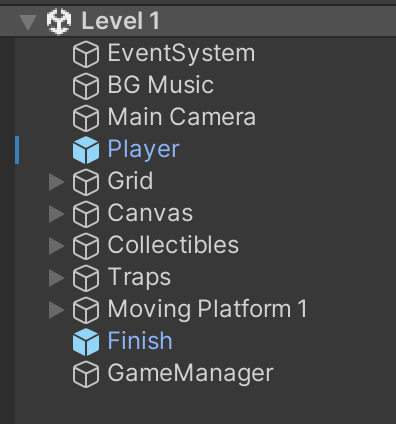 Level 1
EventSystem
BG Music
Main Camera
Player
Grid
Canvas
Collectibles
Traps
Moving Platform 1
Finish
GameManager